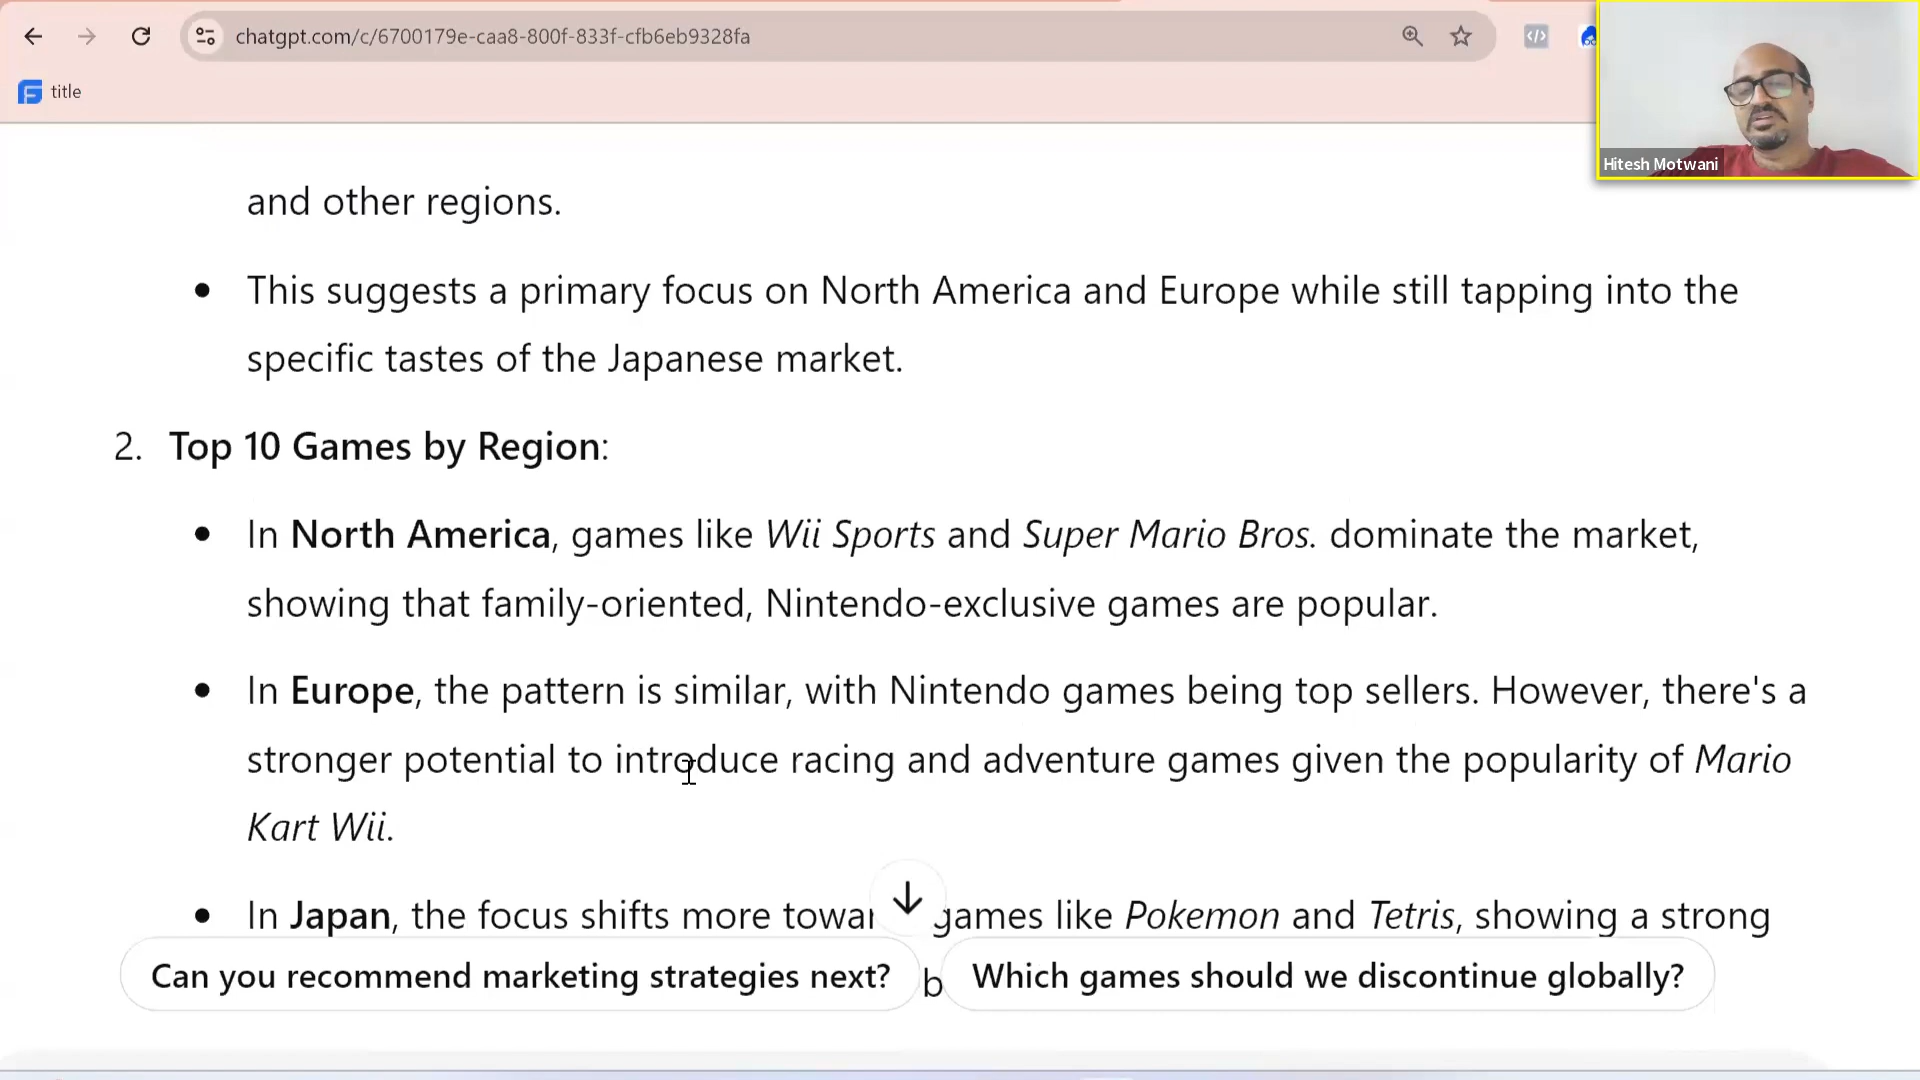 chatgpt.com/c/6700179e-caa8-800f-833f-cfb6eb9328fa
title
Hitesh Motwani
and other regions.
• This suggests a primary focus on North America and Europe while still tapping into the
specific tastes of the Japanese market.
2. Top 10 Games by Region:
• In North America, games like Wii Sports and Super Mario Bros. dominate the market,
showing that family-oriented, Nintendo-exclusive games are popular.
• In Europe, the pattern is similar, with Nintendo games being top sellers. However, there's a
stronger potential to introduce racing and adventure games given the popularity of Mario
Kart Wii.
• In Japan, the focus shifts more games like Pokemon and Tetris, showing a strong
Can you recommend marketing strategies next?
Which games should we discontinue globally?